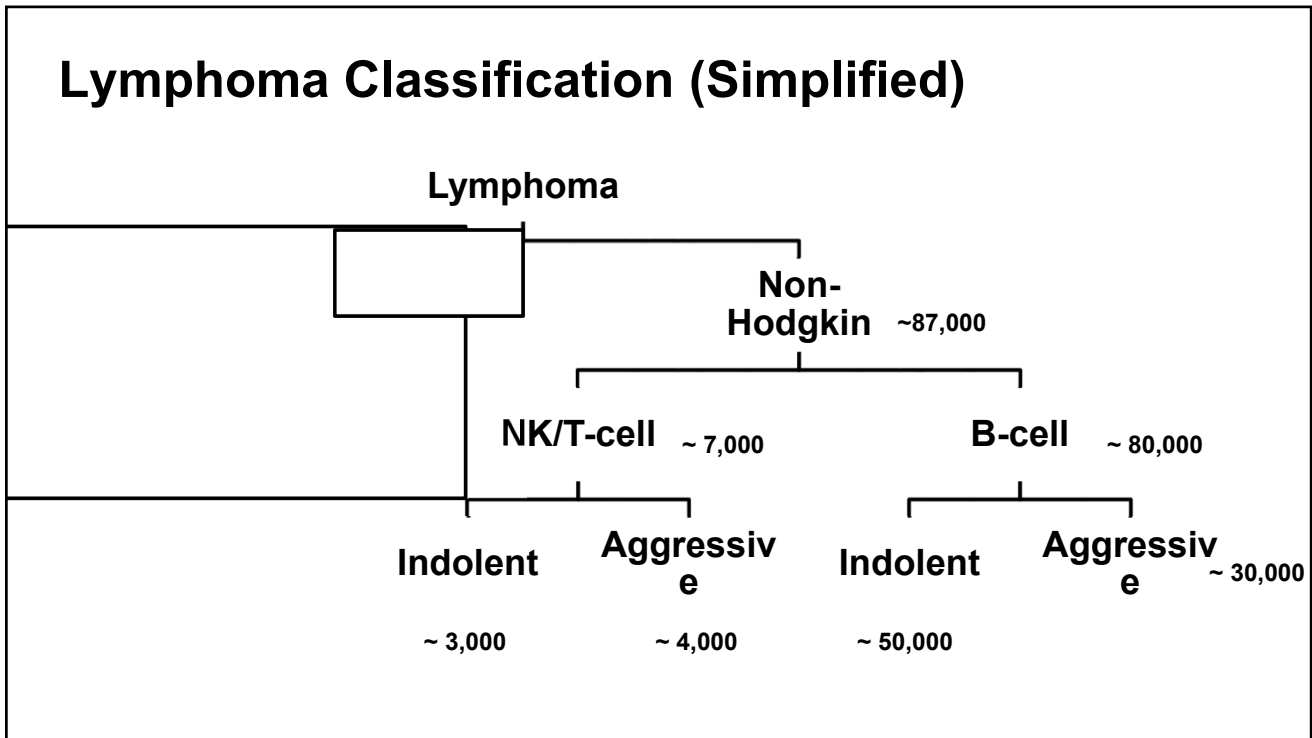 Lymphoma Classification (Simplified)
Lymphoma
Non-
Hodgkin ~87,000
NK/T-cell ~ 7,000
B-cell ~ 80,000
Indolent
Aggressiv
e
Indolent
Aggressiv
e ~ 30,000
~ 3,000
~ 4,000
~ 50,000